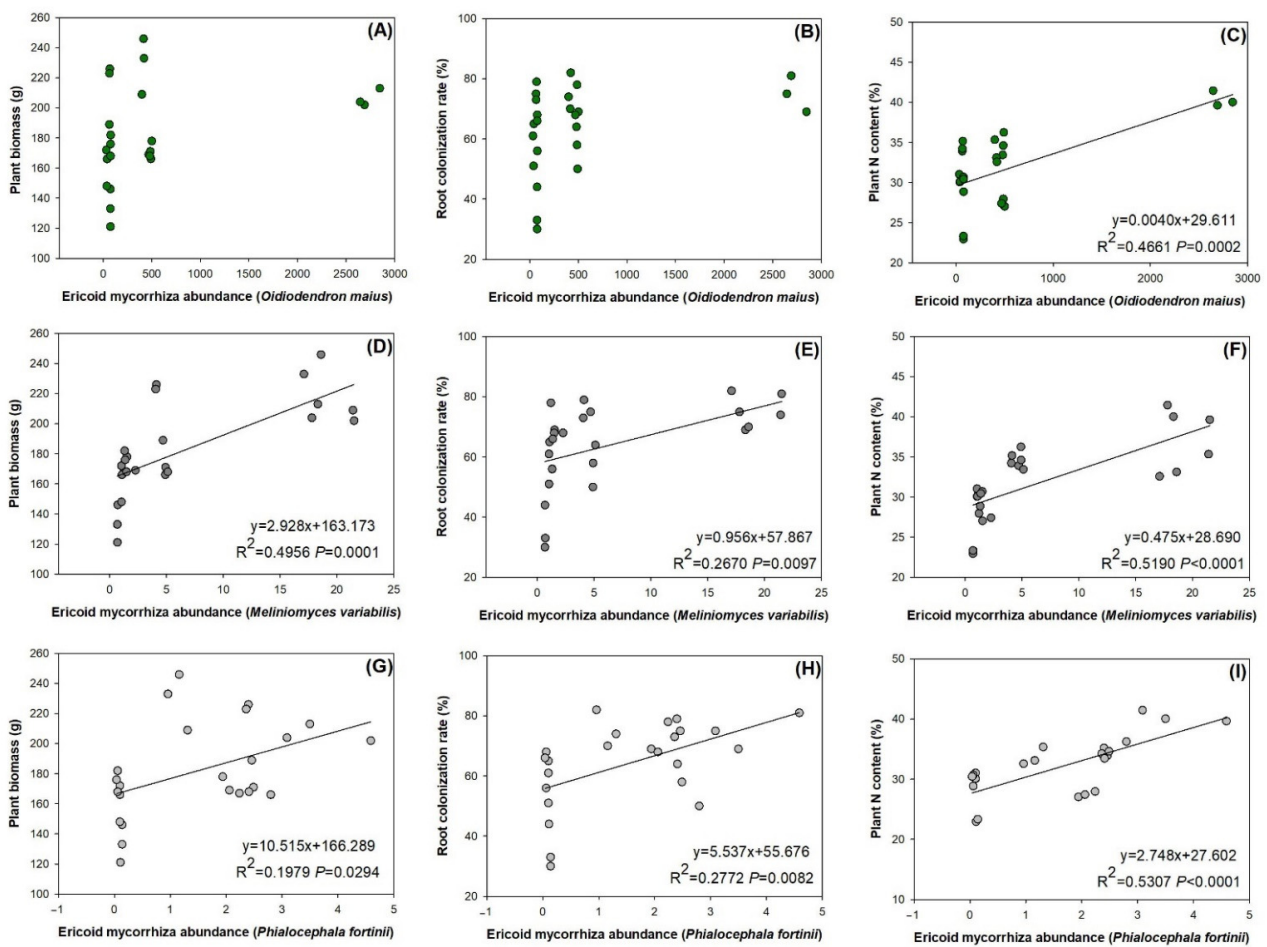 (A)
Plant biomass (g)
260
240
220
200
180
160
140
120
100
0
500
1000
1500
2000
2500
3000
Ericoid mycorrhiza abundance (Oidiodendron maius)
(B)
Root colonization rate (%)
100
80
60
40
20
0
500
1000
1500
2000
2500
3000
Ericoid mycorrhiza abundance (Oidiodendron maius)
(C)
Plant N content (%)
50
45
40
35
30
25
20
y=0.0040x+29.611
R2=0.4661 P=0.0002
0
1000
2000
3000
Ericoid mycorrhiza abundance (Oidiodendron maius)
(D)
Plant biomass (g)
260
240
220
200
180
160
140
120
100
y=2.928x+163.173
R2=0.4956 P=0.0001
0
5
10
15
20
25
Ericoid mycorrhiza abundance (Meliniomyces variabilis)
(E)
Root colonization rate (%)
100
80
60
40
20
y=0.956x+57.867
R2=0.2670 P=0.0097
0
5
10
15
20
25
Ericoid mycorrhiza abundance (Meliniomyces variabilis)
(F)
Plant N content (%)
50
45
40
35
30
25
20
y=0.475x+28.690
R2=0.5190 P<0.0001
0
5
10
15
20
25
Ericoid mycorrhiza abundance (Meliniomyces variabilis)
(G)
Plant biomass (g)
260
240
220
200
180
160
140
120
100
y=10.515x+166.289
R2=0.1979 P=0.0294
−1
0
1
2
3
4
5
Ericoid mycorrhiza abundance (Phialocephala fortinii)
(H)
Root colonization rate (%)
100
80
60
40
20
y=5.537x+55.676
R2=0.2772 P=0.0082
−1
0
1
2
3
4
5
Ericoid mycorrhiza abundance (Phialocephala fortinii)
(I)
Plant N content (%)
50
40
30
20
10
y=2.748x+27.602
R2=0.5307 P<0.0001
−1
0
1
2
3
4
5
Ericoid mycorrhiza abundance (Phialocephala fortinii)